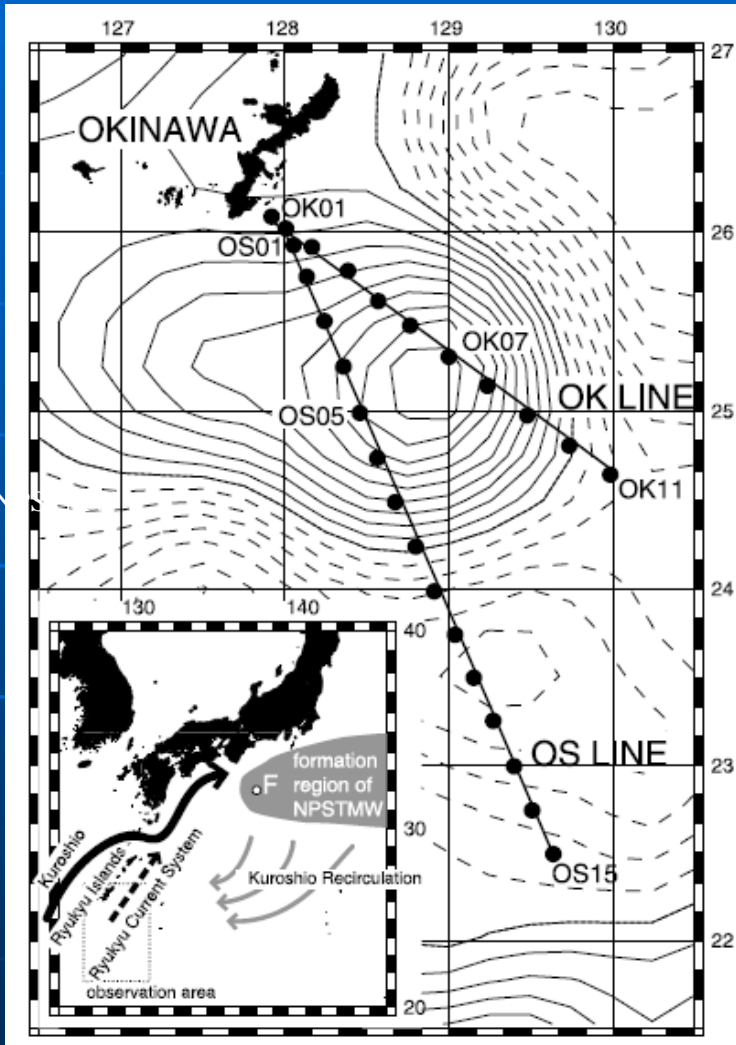 128 129 130
127
27
OKINAWA
OK01
26
OS01
OK07
OK LINE
OS05
25
OK11
24
130 140
40
formation
region of
NPSTMW
F
OS LINE
23
30
Kuroshio
Ryukyu Islands
Ryukyu Current System
Kuroshio Recirculation
OS15
22
observation area
20